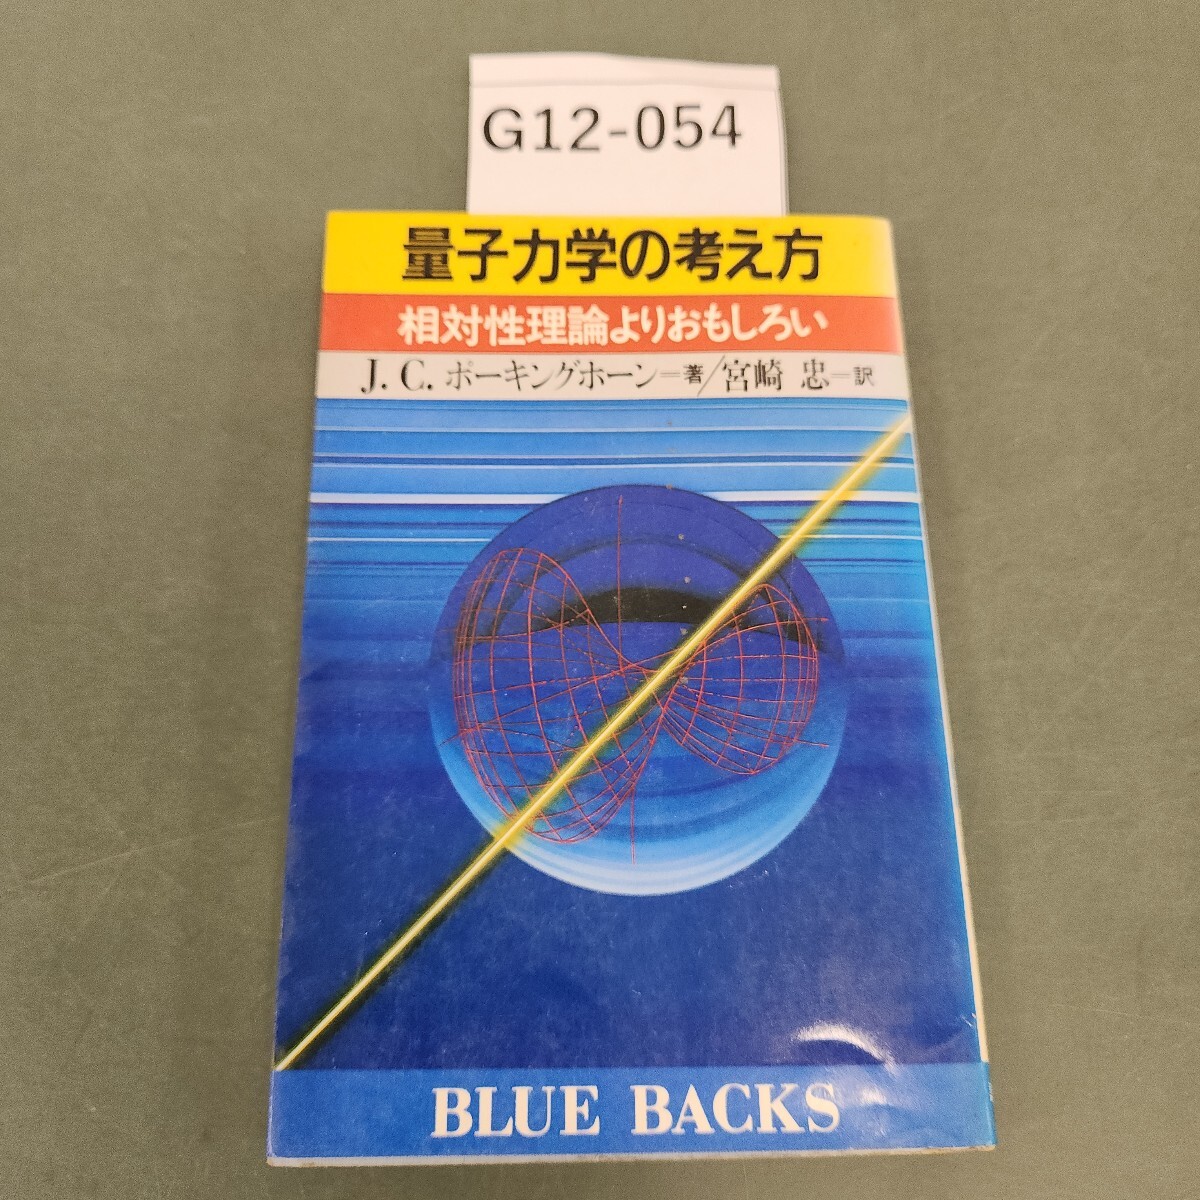 G12-054
量子力学の考え方
相対性理論よりおもしろい
J. C. ポーキングホーン＝著／宮崎 忠＝訳
BLUE BACKS